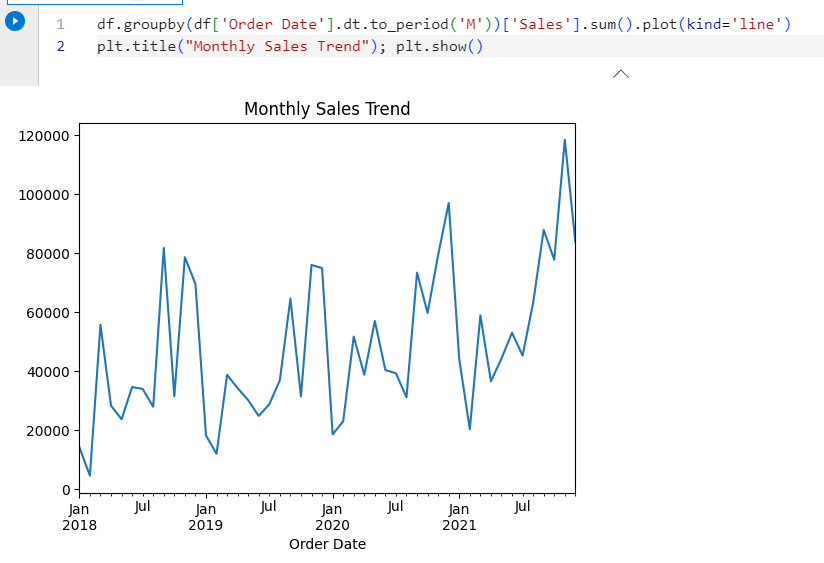 1 df.groupby(df['Order Date'].dt.to_period('M'))['Sales'].sum().plot(kind='line')
2 plt.title("Monthly Sales Trend"); plt.show()
Monthly Sales Trend
120000
100000
80000
60000
40000
20000
0
Jan Jul Jan Jul Jan Jul Jan Jul
2018 2019 2020 2021
Order Date